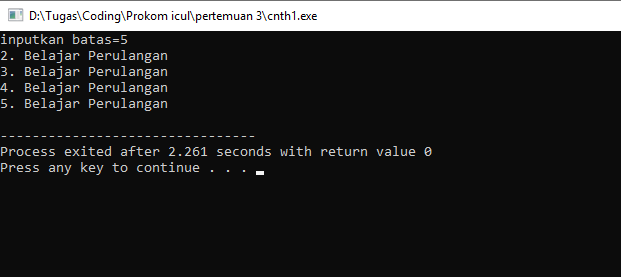 D:\Tugas\Coding\Prokom icul\pertemuan 3\cnth1.exe
inputkan batas=5
2. Belajar Perulangan
3. Belajar Perulangan
4. Belajar Perulangan
5. Belajar Perulangan
--------------------------------
Process exited after 2.261 seconds with return value 0
Press any key to continue . . .